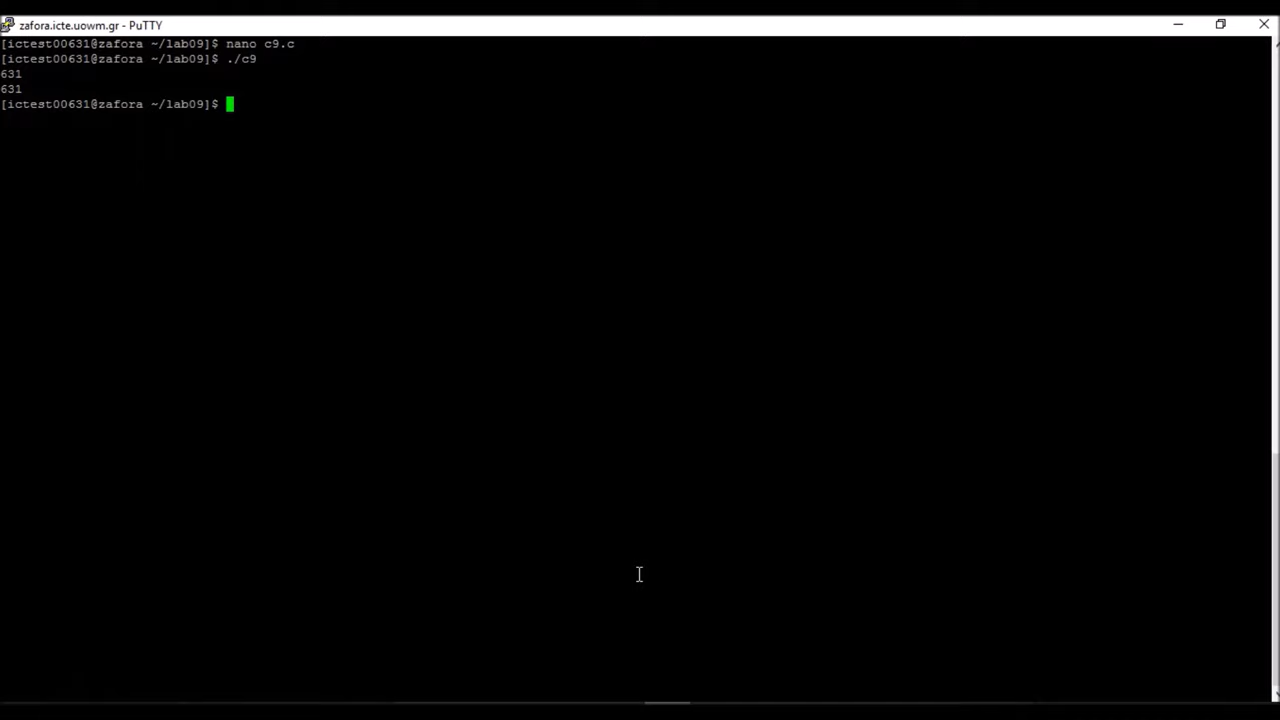 zafora.icte.uowm.gr - PuTTY
[ictest00631@zafora ~/lab09]$ nano c9.c
[ictest00631@zafora ~/lab09]$ ./c9
631
631
[ictest00631@zafora ~/lab09]$